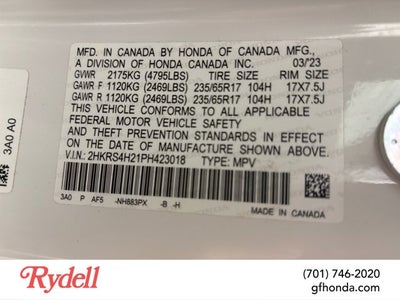 MFD. IN CANADA BY HONDA OF CANADA MFG.,
A DIVISION OF HONDA CANADA INC. 03/23
GVWR 2175KG (4795LBS) TIRE SIZE RIM SIZE
GAWR F 1120KG (2469LBS) 235/65R17 104H 17X7.5J
GAWR R 1120KG (2469LBS) 235/65R17 104H 17X7.5J
THIS VEHICLE CONFORMS TO ALL APPLICABLE
FEDERAL MOTOR VEHICLE SAFETY
AND THEFT PREVENTION STANDARDS IN EFFECT
ON THE DATE OF MANUFACTURE SHOWN ABOVE.
V.I.N: 2HKRS4H21PH423018 TYPE: MPV
3A0 P AF5 -NH883PX -B -H
MADE IN CANADA
3A0 A0
Rydell
(701) 746-2020
gfhonda.com